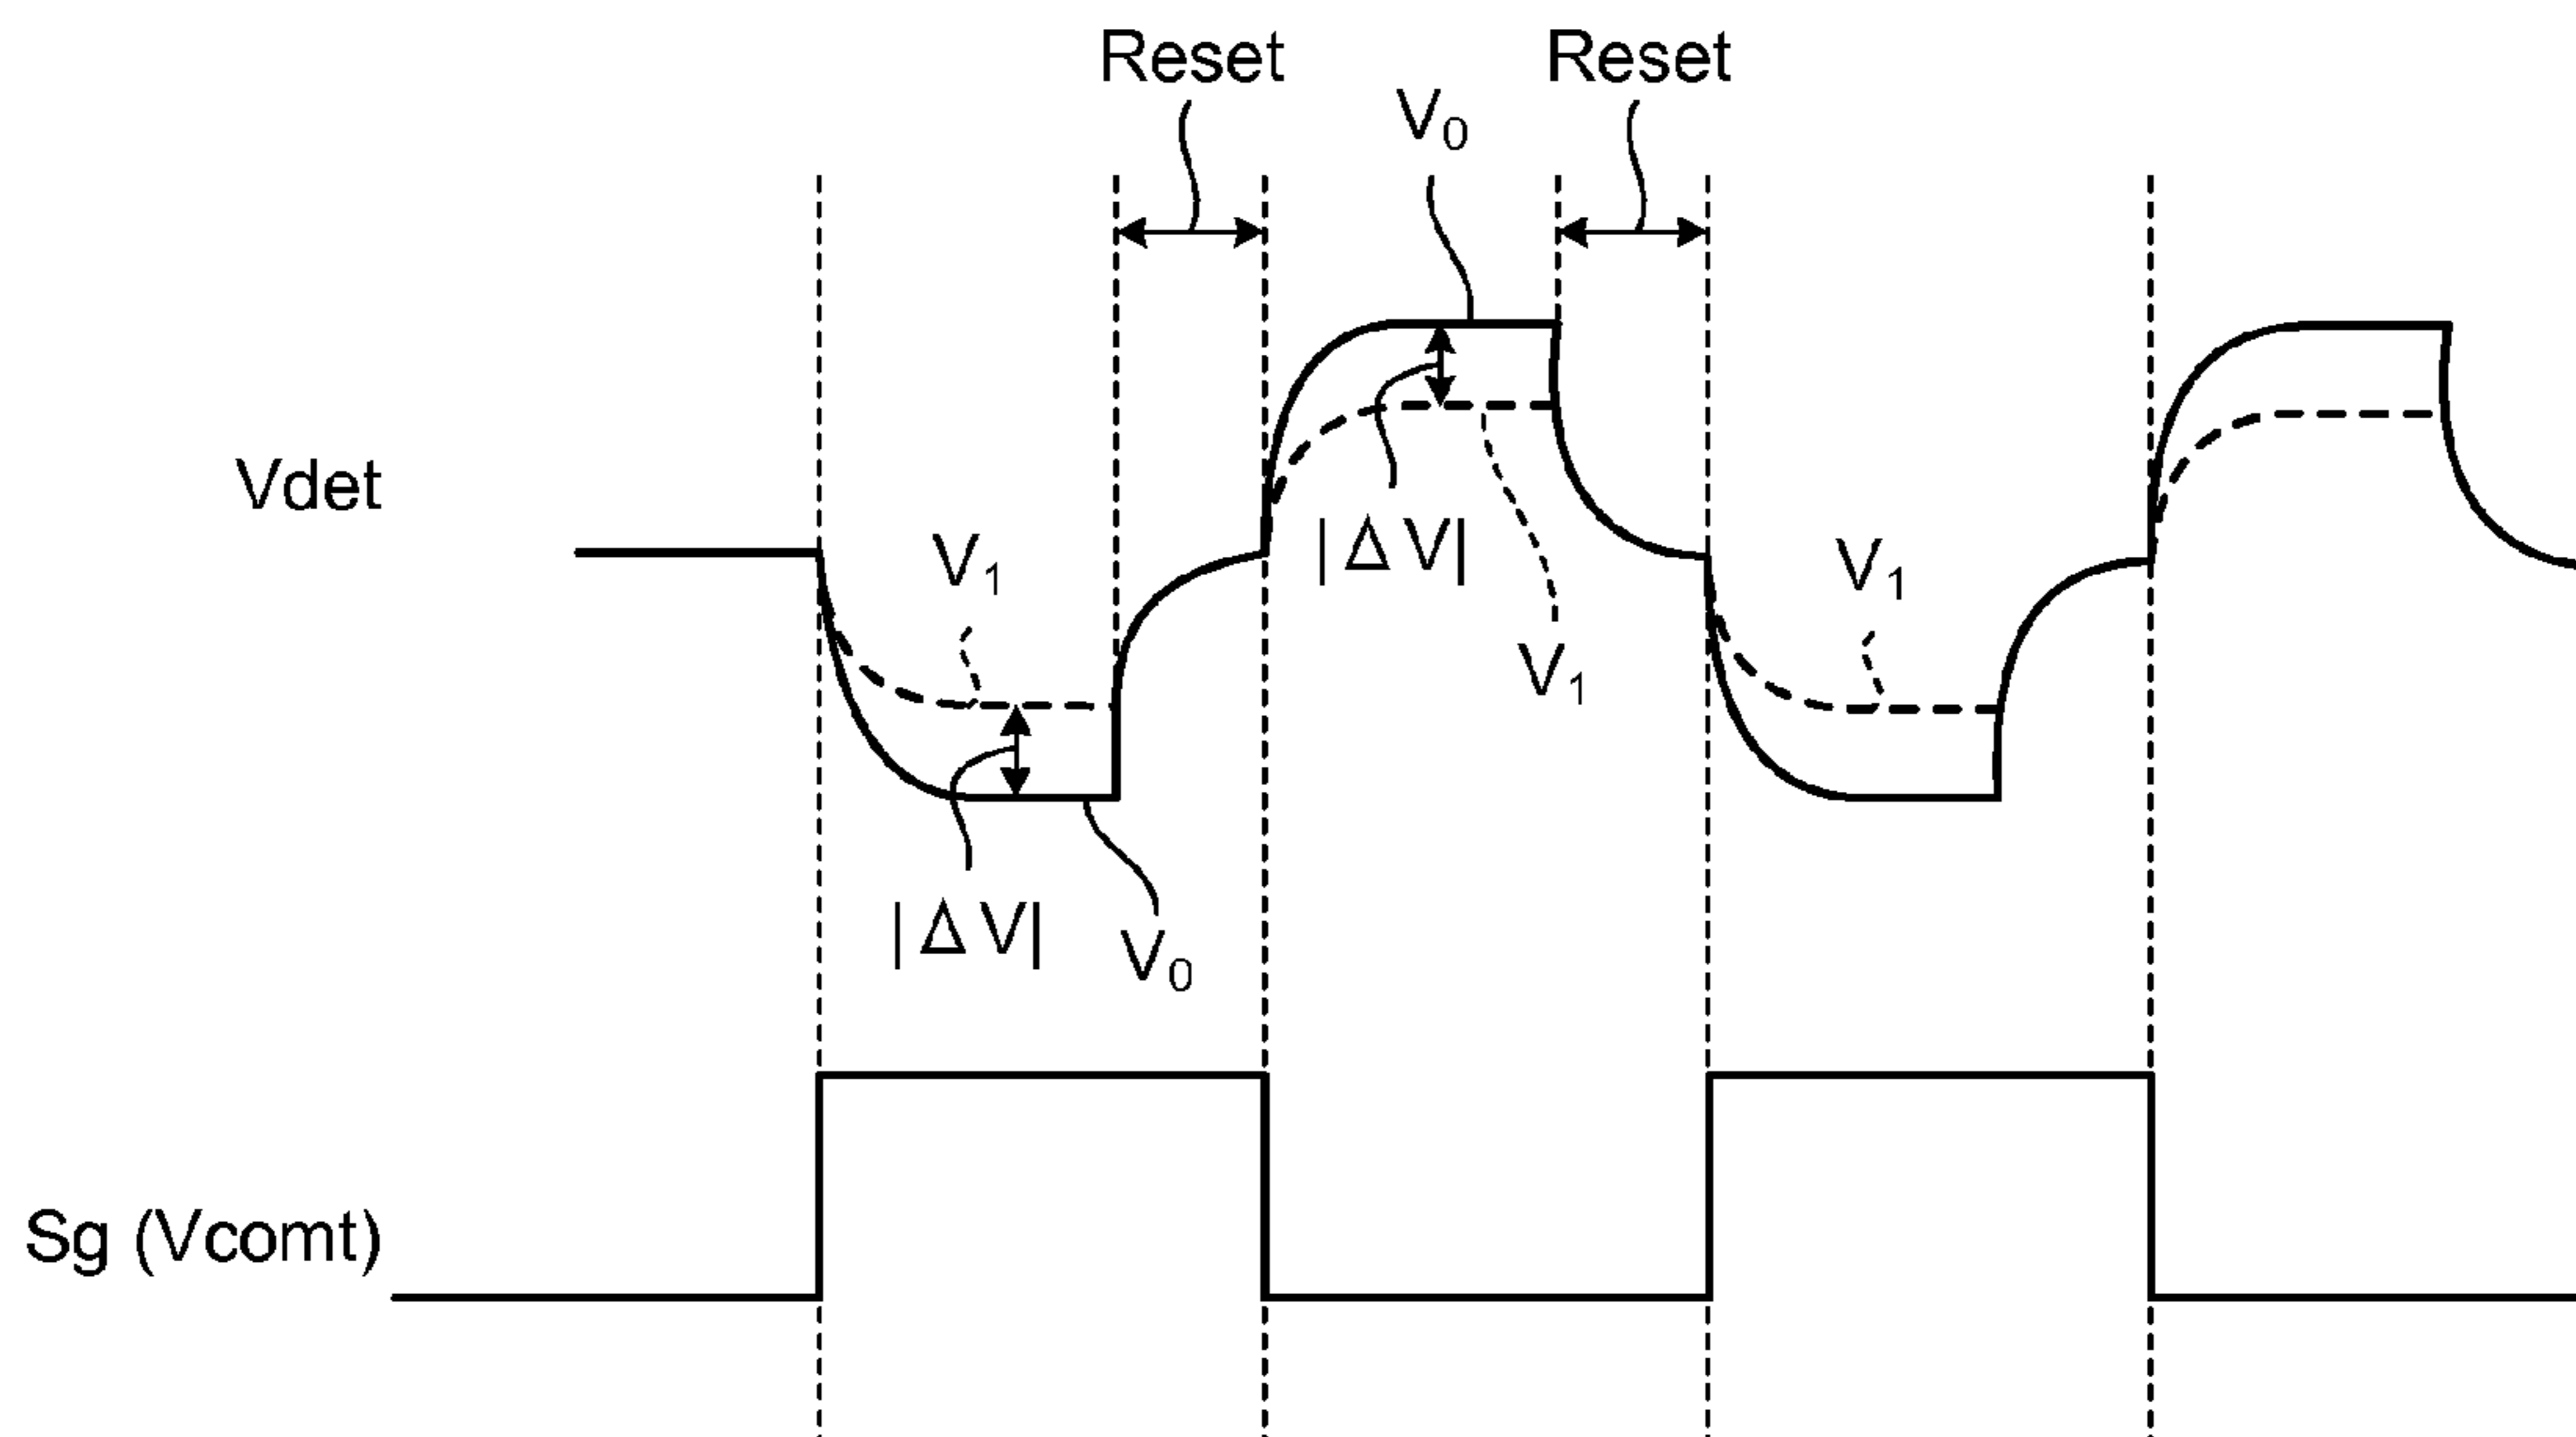 Reset
Reset
V₀
Vdet
V₁
|ΔV|
V₁
V₁
|ΔV|
V₀
Sg (Vcomt)